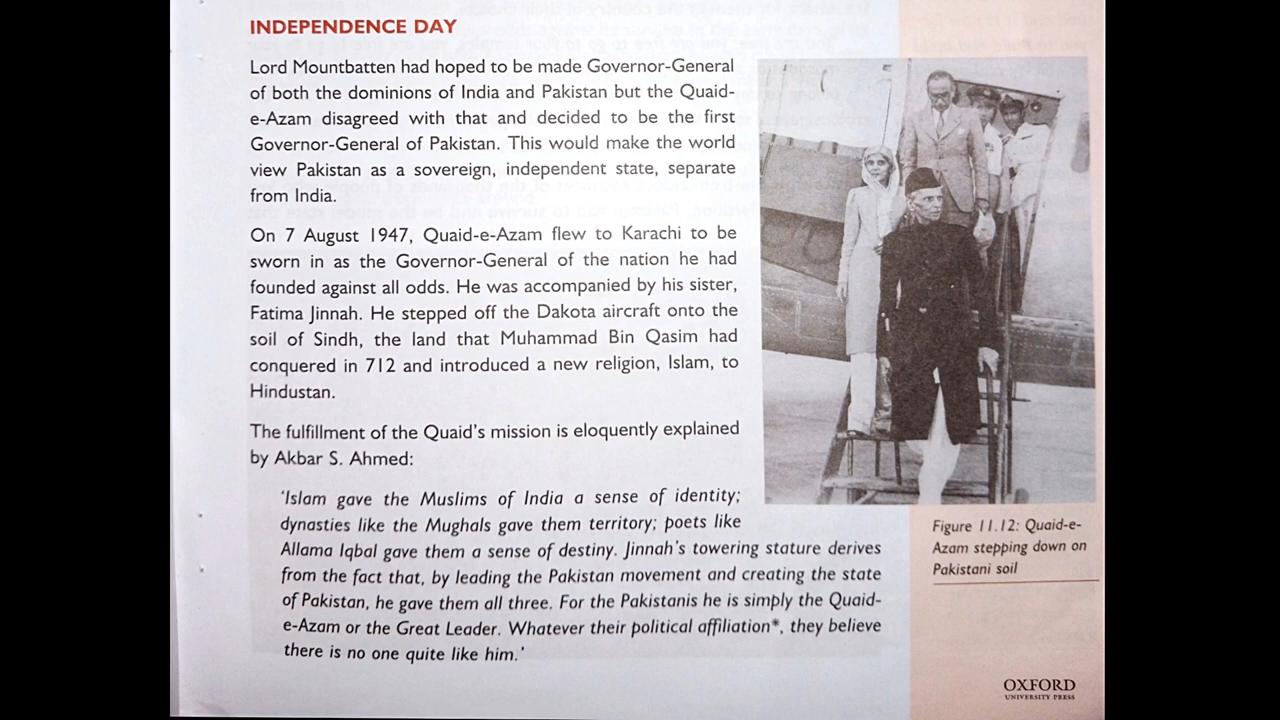 INDEPENDENCE DAY
Lord Mountbatten had hoped to be made Governor-General
of both the dominions of India and Pakistan but the Quaid-
e-Azam disagreed with that and decided to be the first
Governor-General of Pakistan. This would make the world
view Pakistan as a sovereign, independent state, separate
from India.
On 7 August 1947, Quaid-e-Azam flew to Karachi to be
sworn in as the Governor-General of the nation he had
founded against all odds. He was accompanied by his sister,
Fatima Jinnah. He stepped off the Dakota aircraft onto the
soil of Sindh, the land that Muhammad Bin Qasim had
conquered in 712 and introduced a new religion, Islam, to
Hindustan.
The fulfillment of the Quaid's mission is eloquently explained
by Akbar S. Ahmed:
'Islam gave the Muslims of India a sense of identity;
dynasties like the Mughals gave them territory; poets like
Allama Iqbal gave them a sense of destiny. Jinnah's towering stature derives
from the fact that, by leading the Pakistan movement and creating the state
of Pakistan, he gave them all three. For the Pakistanis he is simply the Quaid-
e-Azam or the Great Leader. Whatever their political affiliation*, they believe
there is no one quite like him.'
Figure 11.12: Quaid-e-
Azam stepping down on
Pakistani soil
OXFORD
UNIVERSITY PRESS